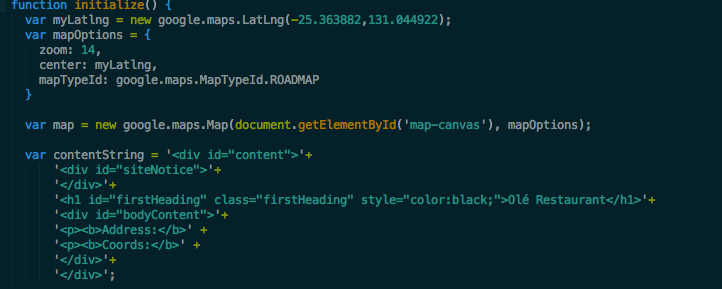 function initialize() {
  var myLatlng = new google.maps.LatLng(-25.363882,131.044922);
  var mapOptions = {
    zoom: 14,
    center: myLatlng,
    mapTypeId: google.maps.MapTypeId.ROADMAP
  }

  var map = new google.maps.Map(document.getElementById('map-canvas'), mapOptions);

  var contentString = '<div id="content">'+
      '<div id="siteNotice">'+
      '</div>'+
      '<h1 id="firstHeading" class="firstHeading" style="color:black;">Olé Restaurant</h1>'+
      '<div id="bodyContent">'+
      '<p><b>Address:</b>' +
      '<p><b>Coords:</b>' +
      '</div>'+
      '</div>';